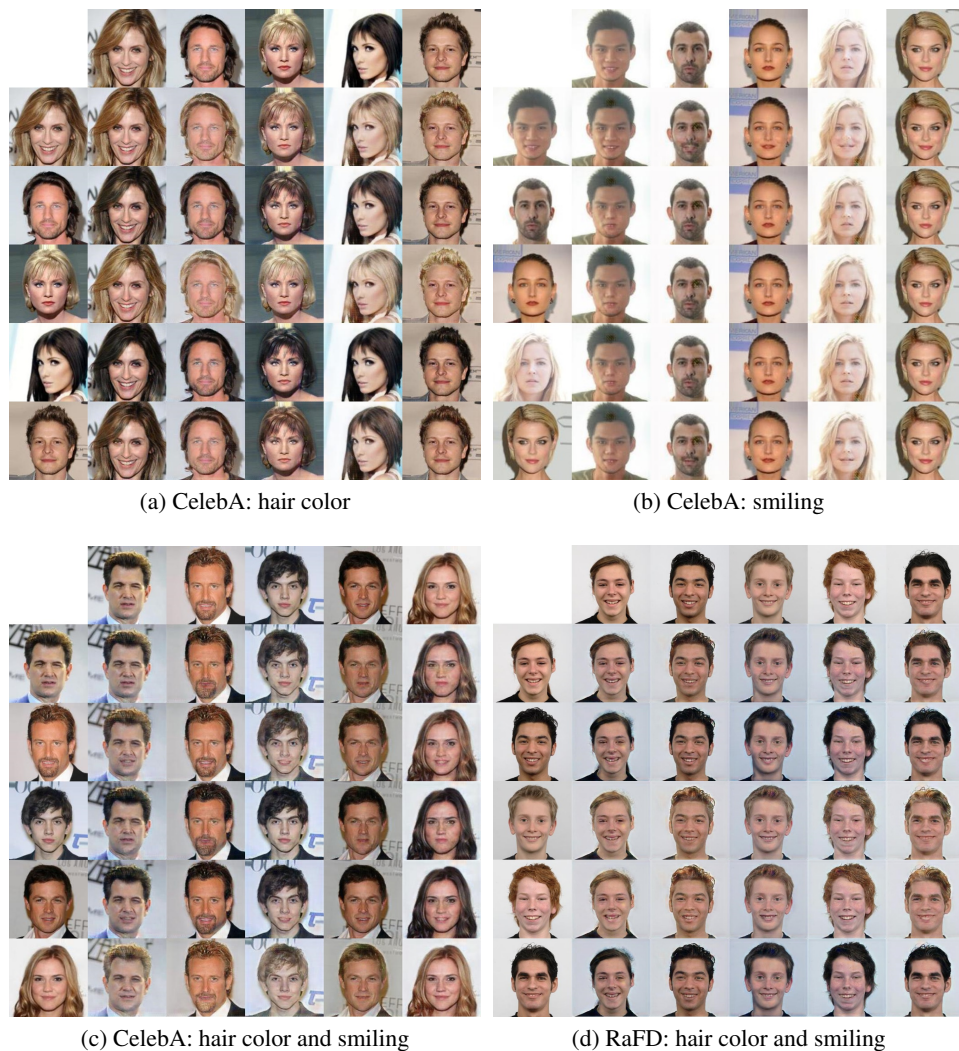 (a) CelebA: hair color
(b) CelebA: smiling
(c) CelebA: hair color and smiling
(d) RaFD: hair color and smiling